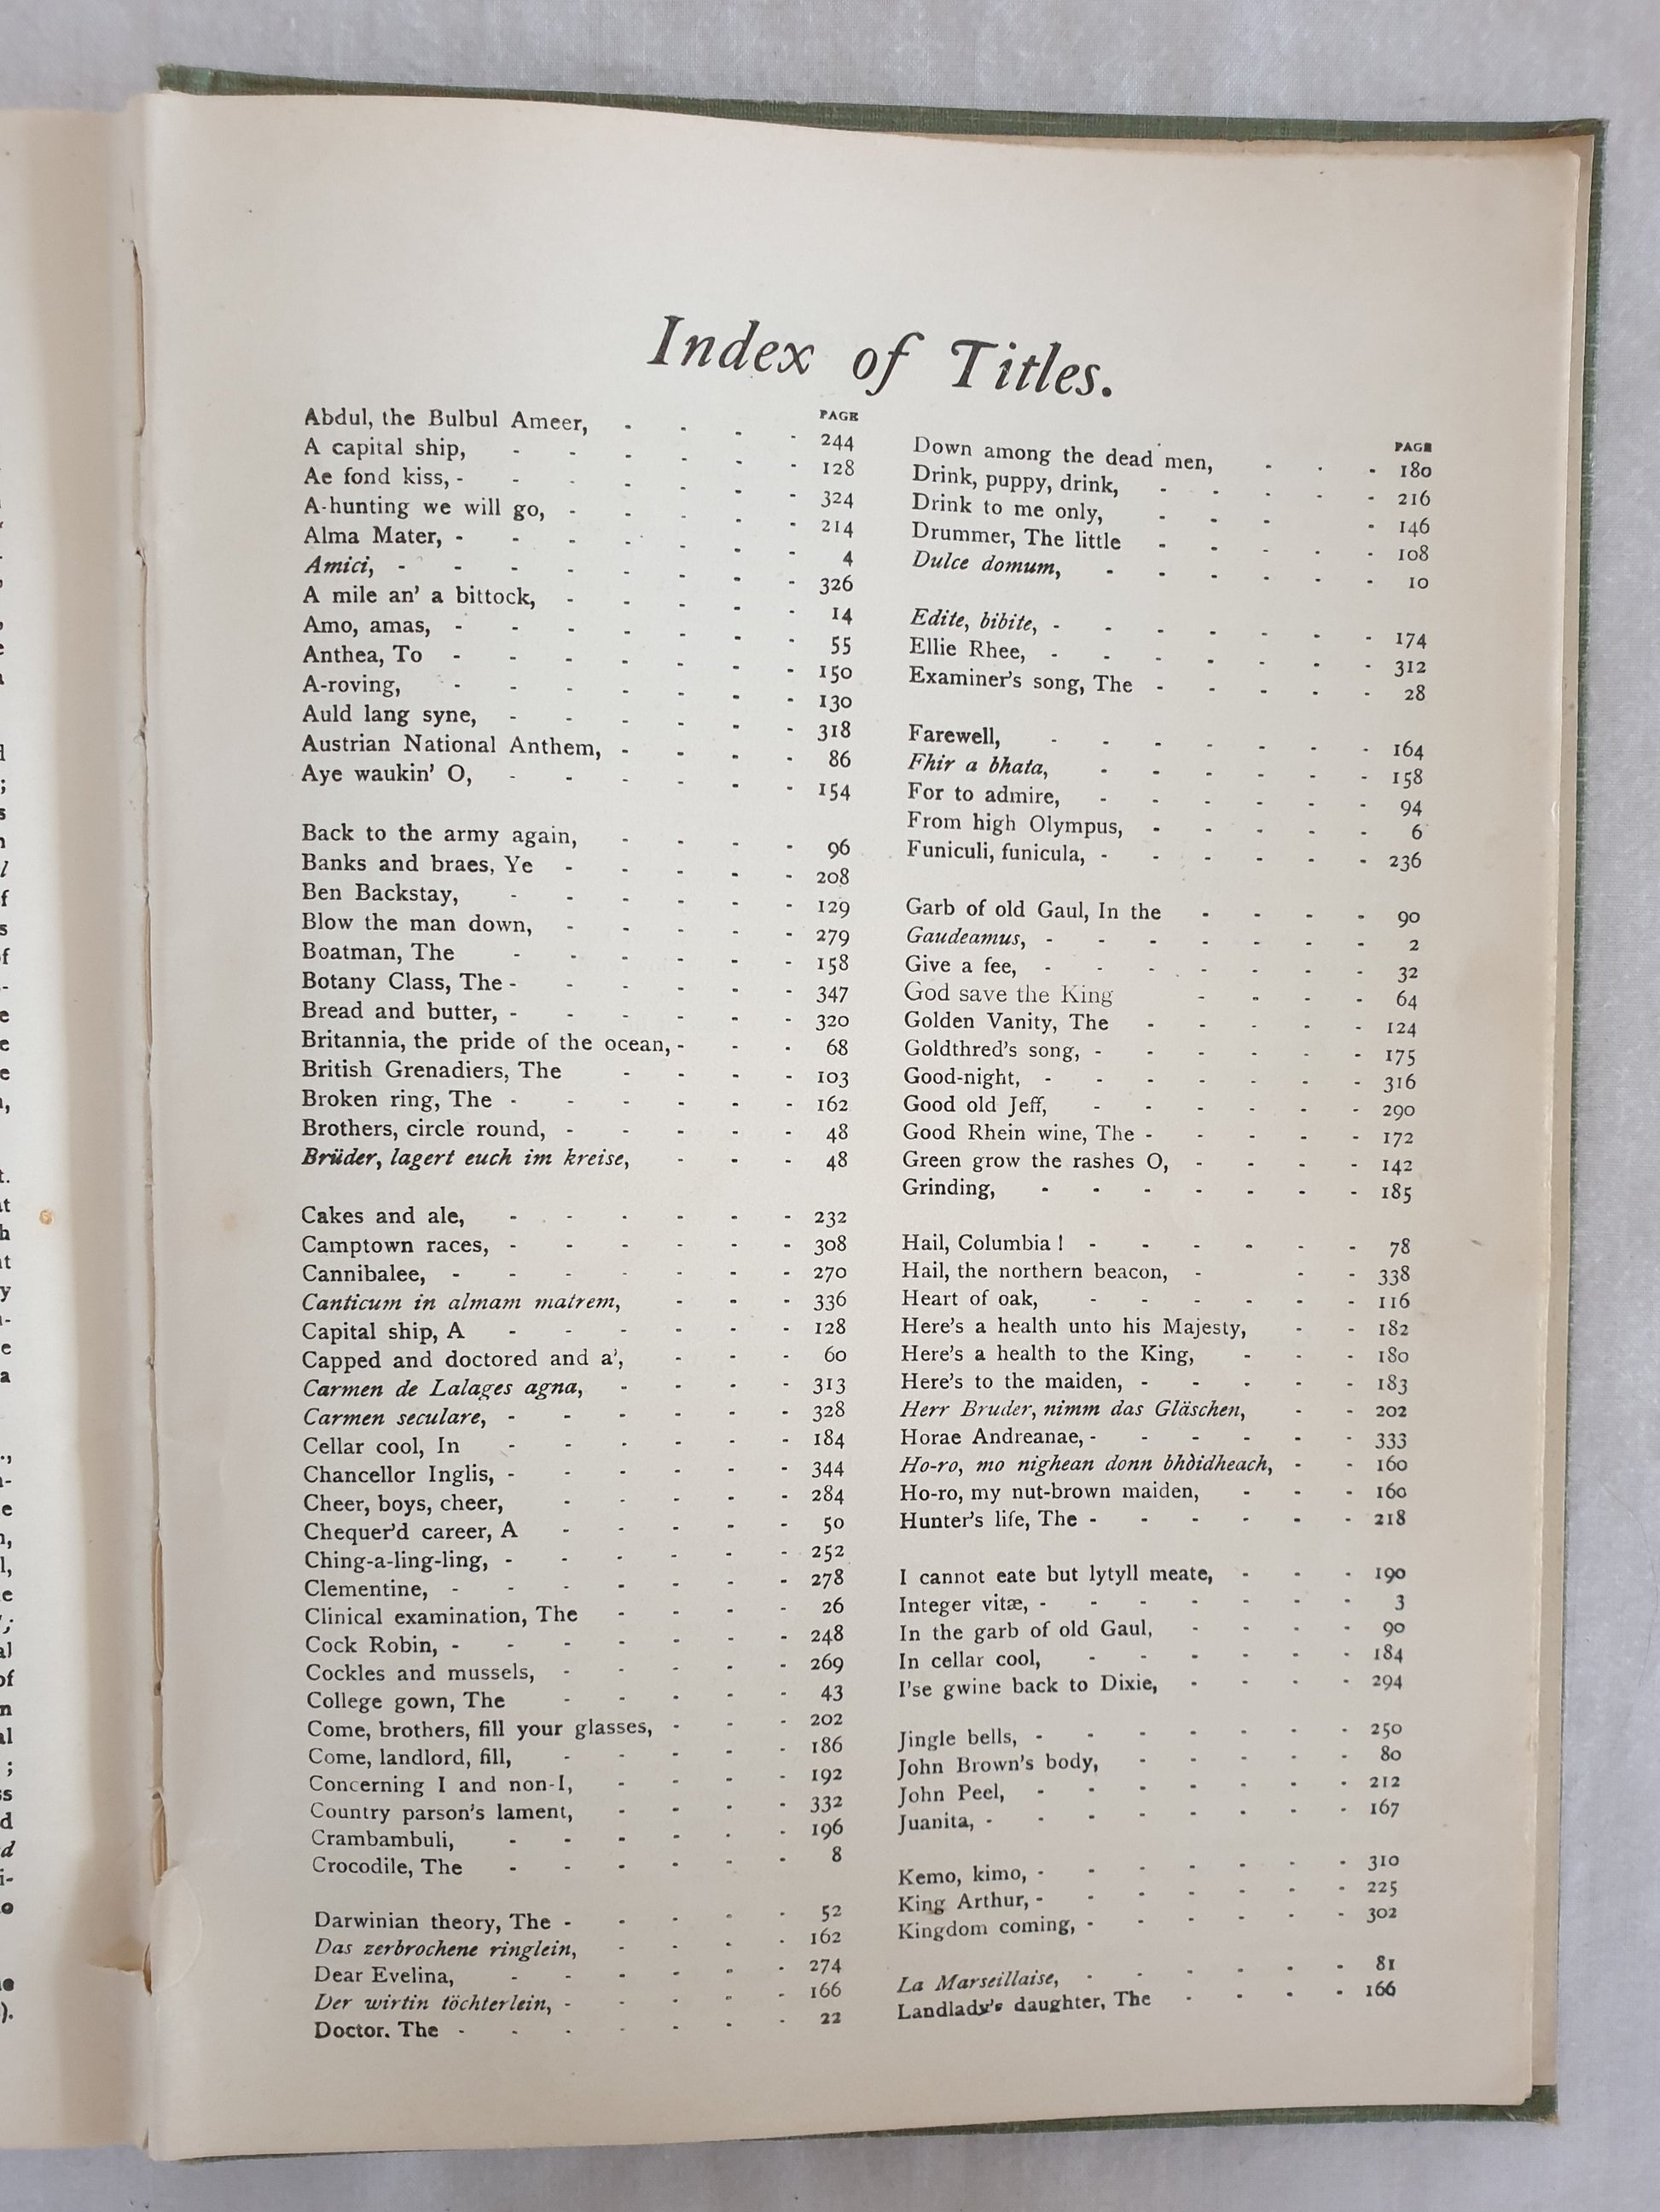 Index of Titles.
PAGE
Abdul, the Bulbul Ameer, - - - - 244
A capital ship, - - - - - - 128
Ae fond kiss, - - - - - - - 324
A-hunting we will go, - - - - - 214
Alma Mater, - - - - - - - 4
Amici, - - - - - - - - 326
A mile an' a bittock, - - - - - 14
Amo, amas, - - - - - - - 55
Anthea, To - - - - - - - 150
A-roving, - - - - - - - 130
Auld lang syne, - - - - - - 318
Austrian National Anthem, - - - - 86
Aye waukin' O, - - - - - - 154
Back to the army again, - - - - 96
Banks and braes, Ye - - - - - 208
Ben Backstay, - - - - - - 129
Blow the man down, - - - - - 279
Boatman, The - - - - - - 158
Botany Class, The - - - - - - 347
Bread and butter, - - - - - - 320
Britannia, the pride of the ocean, - - - 68
British Grenadiers, The - - - - 103
Broken ring, The - - - - - - 162
Brothers, circle round, - - - - - 48
Brüder, lagert euch im kreise, - - - 48
Cakes and ale, - - - - - - 232
Camptown races, - - - - - - 308
Cannibalee, - - - - - - - 270
Canticum in almam matrem, - - - 336
Capital ship, A - - - - - - 128
Capped and doctored and a', - - - 60
Carmen de Lalages agna, - - - - 313
Carmen seculare, - - - - - - 328
Cellar cool, In - - - - - - 184
Chancellor Inglis, - - - - - - 344
Cheer, boys, cheer, - - - - - 284
Chequer'd career, A - - - - - 50
Ching-a-ling-ling, - - - - - - 252
Clementine, - - - - - - - 278
Clinical examination, The - - - - 26
Cock Robin, - - - - - - - 248
Cockles and mussels, - - - - - 269
College gown, The - - - - - 43
Come, brothers, fill your glasses, - - - 202
Come, landlord, fill, - - - - - 186
Concerning I and non-I, - - - - 192
Country parson's lament, - - - - 332
Crambambuli, - - - - - - 196
Crocodile, The - - - - - - 8
Darwinian theory, The - - - - - 52
Das zerbrochene ringlein, - - - - 162
Dear Evelina, - - - - - - 274
Der wirtin töchterlein, - - - - - 166
Doctor. The - - - - - - - 22
PAGE
Down among the dead men, - - - 180
Drink, puppy, drink, - - - - - 216
Drink to me only, - - - - 146
Drummer, The little - - - - - 108
Dulce domum, - - - - - - 10
Edite, bibite, - - - - - - - 174
Ellie Rhee, - - - - - - - 312
Examiner's song, The - - - - - 28
Farewell, - - - - - - - 164
Fhir a bhata, - - - - - - 158
For to admire, - - - - - - 94
From high Olympus, - - - - - 6
Funiculi, funicula, - - - - - - 236
Garb of old Gaul, In the - - - - 90
Gaudeamus, - - - - - - - 2
Give a fee, - - - - - - - 32
God save the King - - - - 64
Golden Vanity, The - - - - - 124
Goldthred's song, - - - - - - 175
Good-night, - - - - - - - 316
Good old Jeff, - - - - - - 290
Good Rhein wine, The - - - - - 172
Green grow the rashes O, - - - - 142
Grinding, - - - - - - - 185
Hail, Columbia ! - - - - - - 78
Hail, the northern beacon, - - - 338
Heart of oak, - - - - - - 116
Here's a health unto his Majesty, - - 182
Here's a health to the King, - - - 180
Here's to the maiden, - - - - - 183
Herr Bruder, nimm das Gläschen, - - 202
Horae Andreanae, - - - - - - 333
Ho-ro, mo nighean donn bhòidheach, - - 160
Ho-ro, my nut-brown maiden, - - - 160
Hunter's life, The - - - - - - 218
I cannot eate but lytyll meate, - - - 190
Integer vitæ, - - - - - - - 3
In the garb of old Gaul, - - - - 90
In cellar cool, - - - - - - 184
I'se gwine back to Dixie, - - - - 294
Jingle bells, - - - - - - - 250
John Brown's body, - - - - - 80
John Peel, - - - - - - - 212
Juanita, - - - - - - - - 167
Kemo, kimo, - - - - - - - 310
King Arthur, - - - - - - - 225
Kingdom coming, - - - - - - 302
La Marseillaise, - - - - - - 81
Landlady's daughter, The - - - - 166